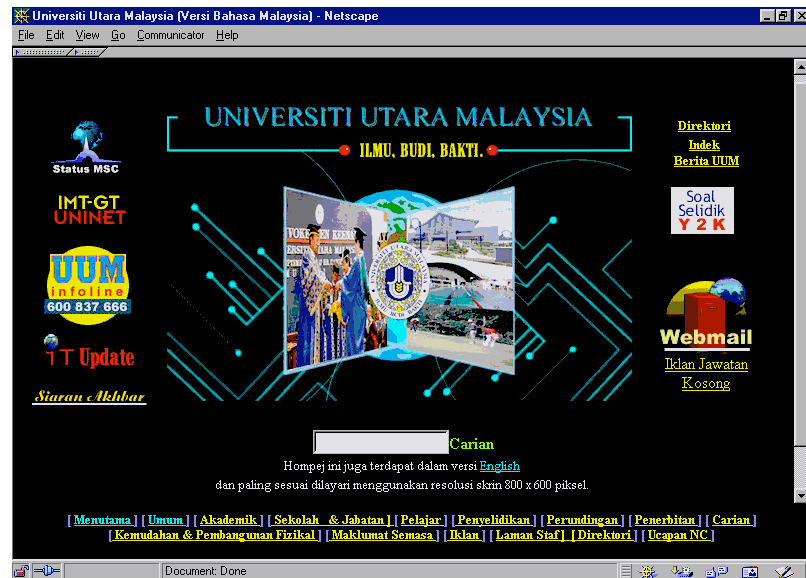 Universiti Utara Malaysia (Versi Bahasa Malaysia) - Netscape
File Edit View Go Communicator Help
UNIVERSITI UTARA MALAYSIA
ILMU, BUDI, BAKTI.
Status MSC
IMT-GT
UNINET
UUM
infoline
600 837 666
IT Update
Siaran Akhbar
Direktori
Indek
Berita UUM
Soal
Selidik
Y 2 K
Webmail
Iklan Jawatan
Kosong
Carian
Hompej ini juga terdapat dalam versi English
dan paling sesuai dilayari menggunakan resolusi skrin 800 x 600 piksel.
[ Menutama ] [ Umum ] [ Akademik ] [ Sekolah & Jabatan ] [ Pelajar ] [ Penyelidikan ] [ Perundingan ] [ Penerbitan ] [ Carian ]
[ Kemudahan & Pembangunan Fizikal ] [ Maklumat Semasa ] [ Iklan ] [ Laman Staf ] [ Direktori ] [ Ucapan NC ]
Document: Done